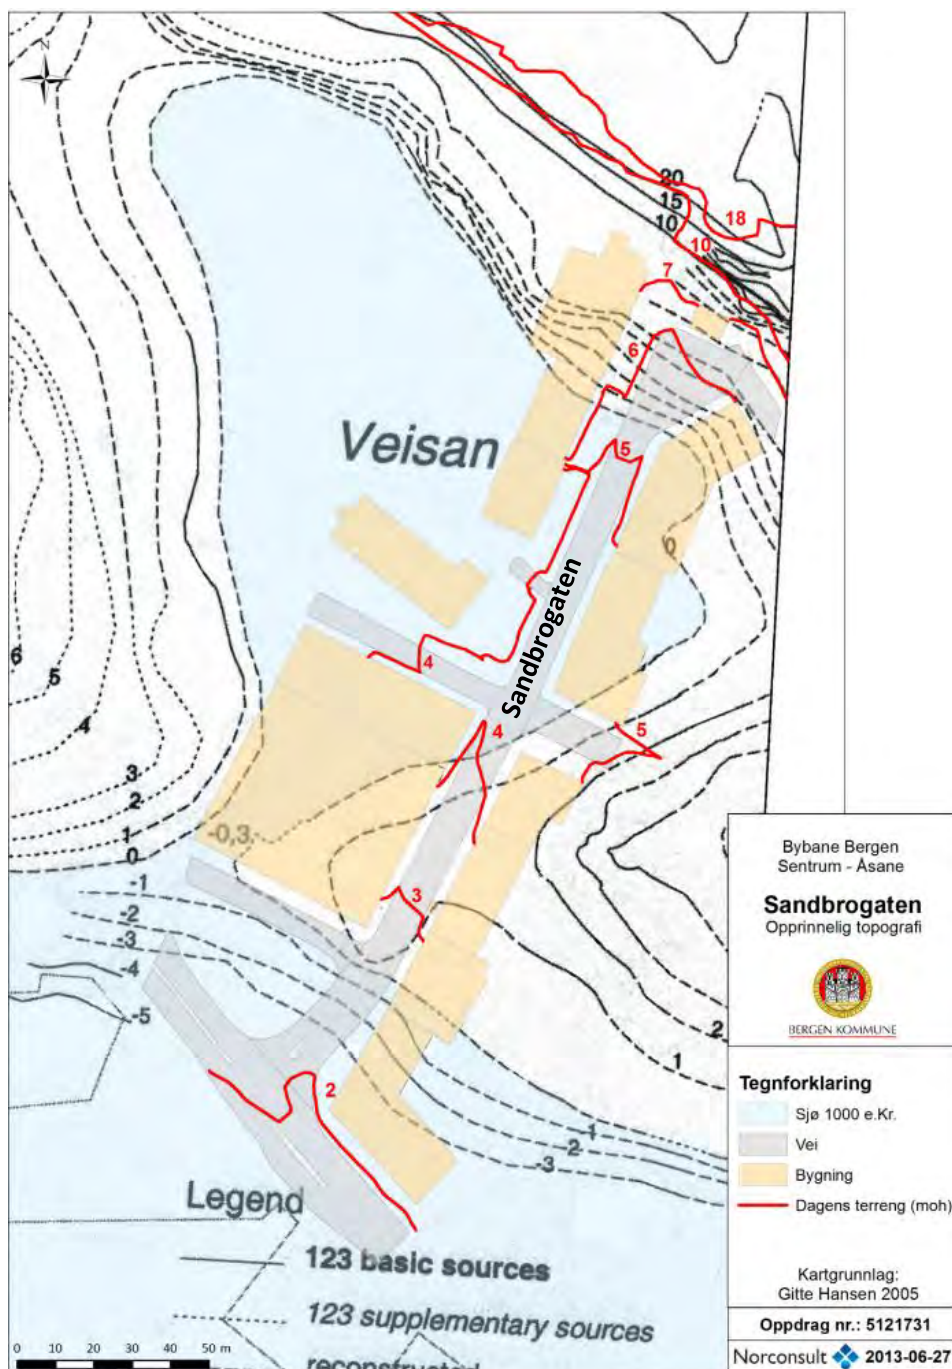 N
20
15
10
18
10
7
6
5
Veisan
0
Sandbrogaten
4
4
5
6
5
4
3
2
1
0
-0,3
-1
-2
-3
-4
-5
3
2
1
2
-1
-2
-3
Legend
123 basic sources
123 supplementary sources
reconstructed
0 10 20 30 40 50 m
Bybane Bergen
Sentrum - Åsane
Sandbrogaten
Opprinnelig topografi
BERGEN KOMMUNE
Tegnforklaring
Sjø 1000 e.Kr.
Vei
Bygning
Dagens terreng (moh)
Kartgrunnlag:
Gitte Hansen 2005
Oppdrag nr.: 5121731
Norconsult 2013-06-27